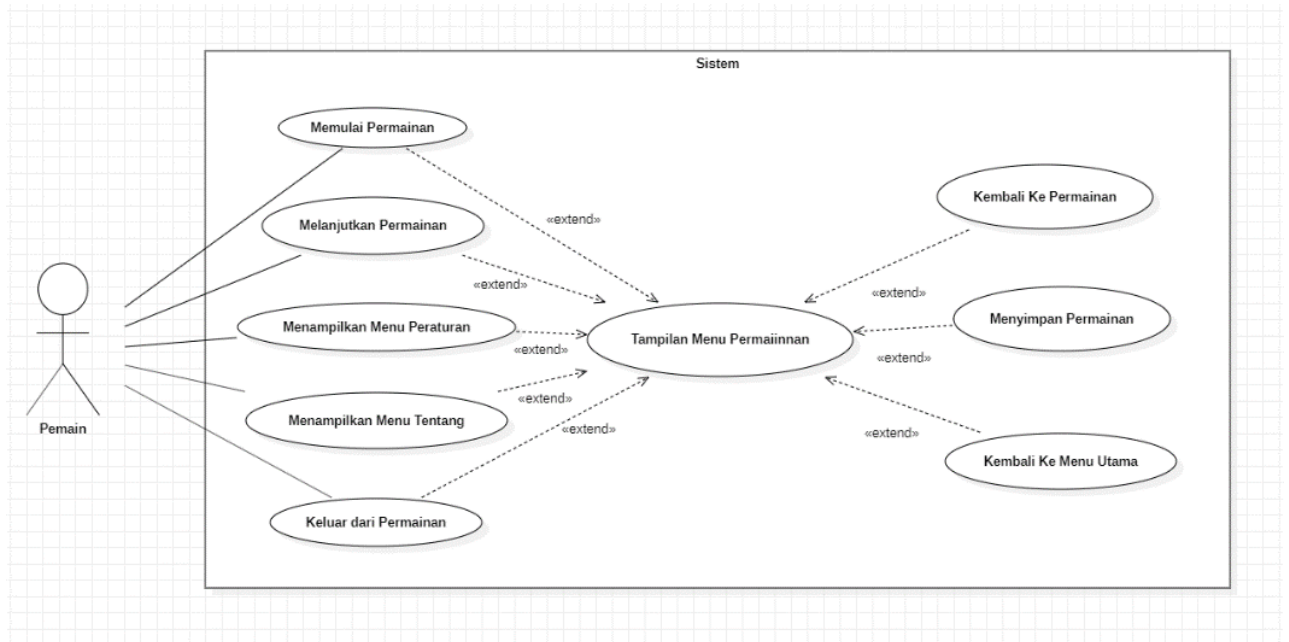 Sistem
Memulai Permainan
Kembali Ke Permainan
«extend»
Melanjutkan Permainan
«extend»
«extend»
Menampilkan Menu Peraturan
Menyimpan Permainan
Tampilan Menu Permaiinnan
«extend»
«extend»
«extend»
Menampilkan Menu Tentang
Pemain
«extend»
«extend»
Kembali Ke Menu Utama
Keluar dari Permainan